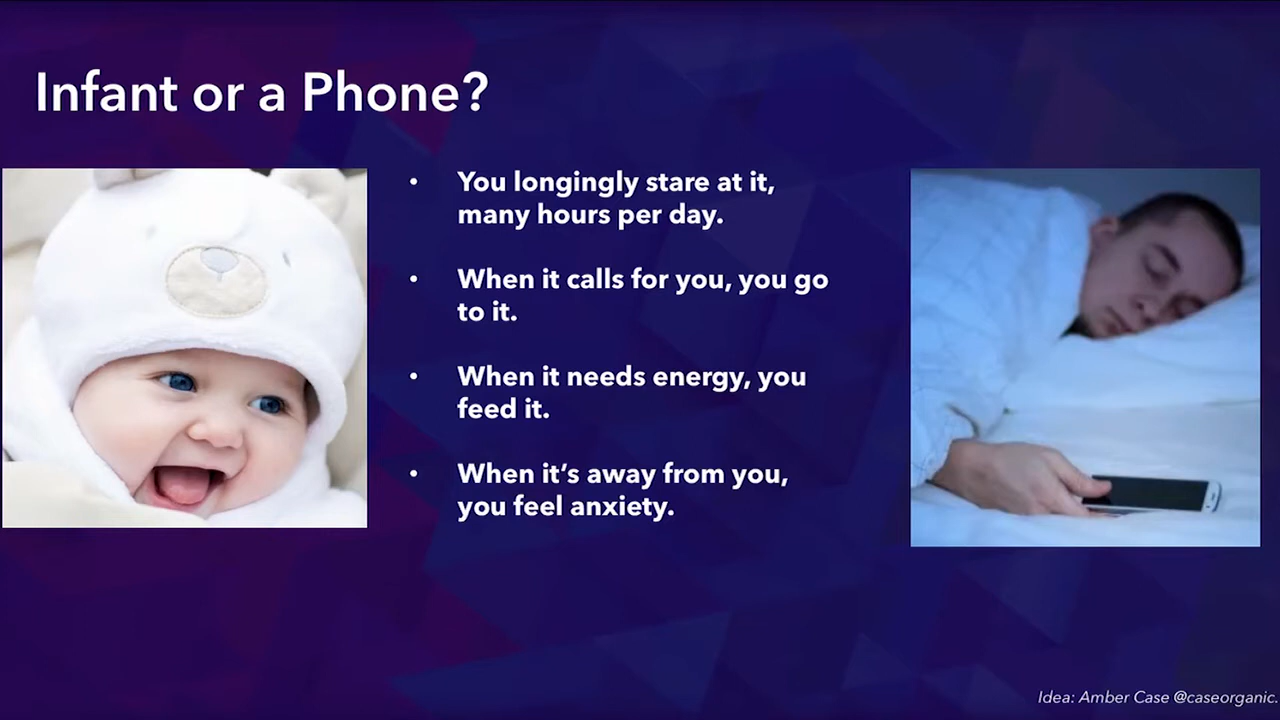 Infant or a Phone?
• You longingly stare at it,
many hours per day.
• When it calls for you, you go
to it.
• When it needs energy, you
feed it.
• When it‘s away from you,
you feel anxiety.
Idea: Amber Case @caseorganic.